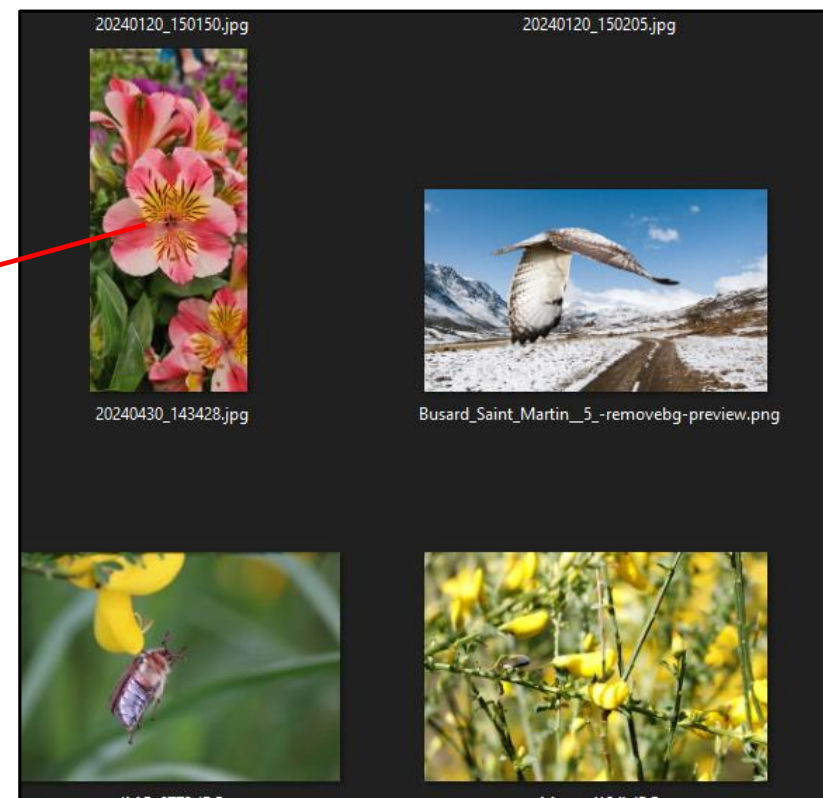 20240120_150150.jpg
20240120_150205.jpg
20240430_143428.jpg
Busard_Saint_Martin__5_-removebg-preview.png